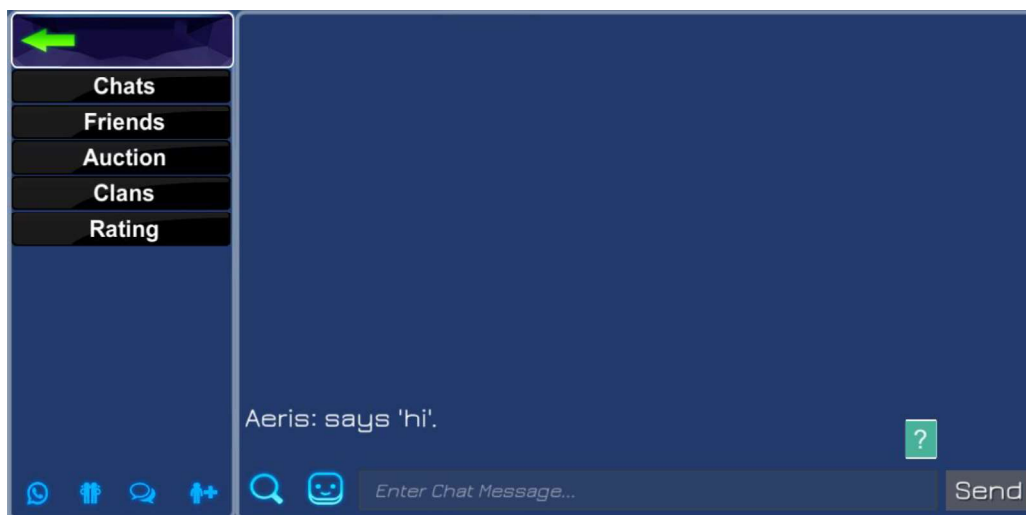 Chats
Friends
Auction
Clans
Rating
Aeris: says 'hi'.
?
Enter Chat Message...
Send